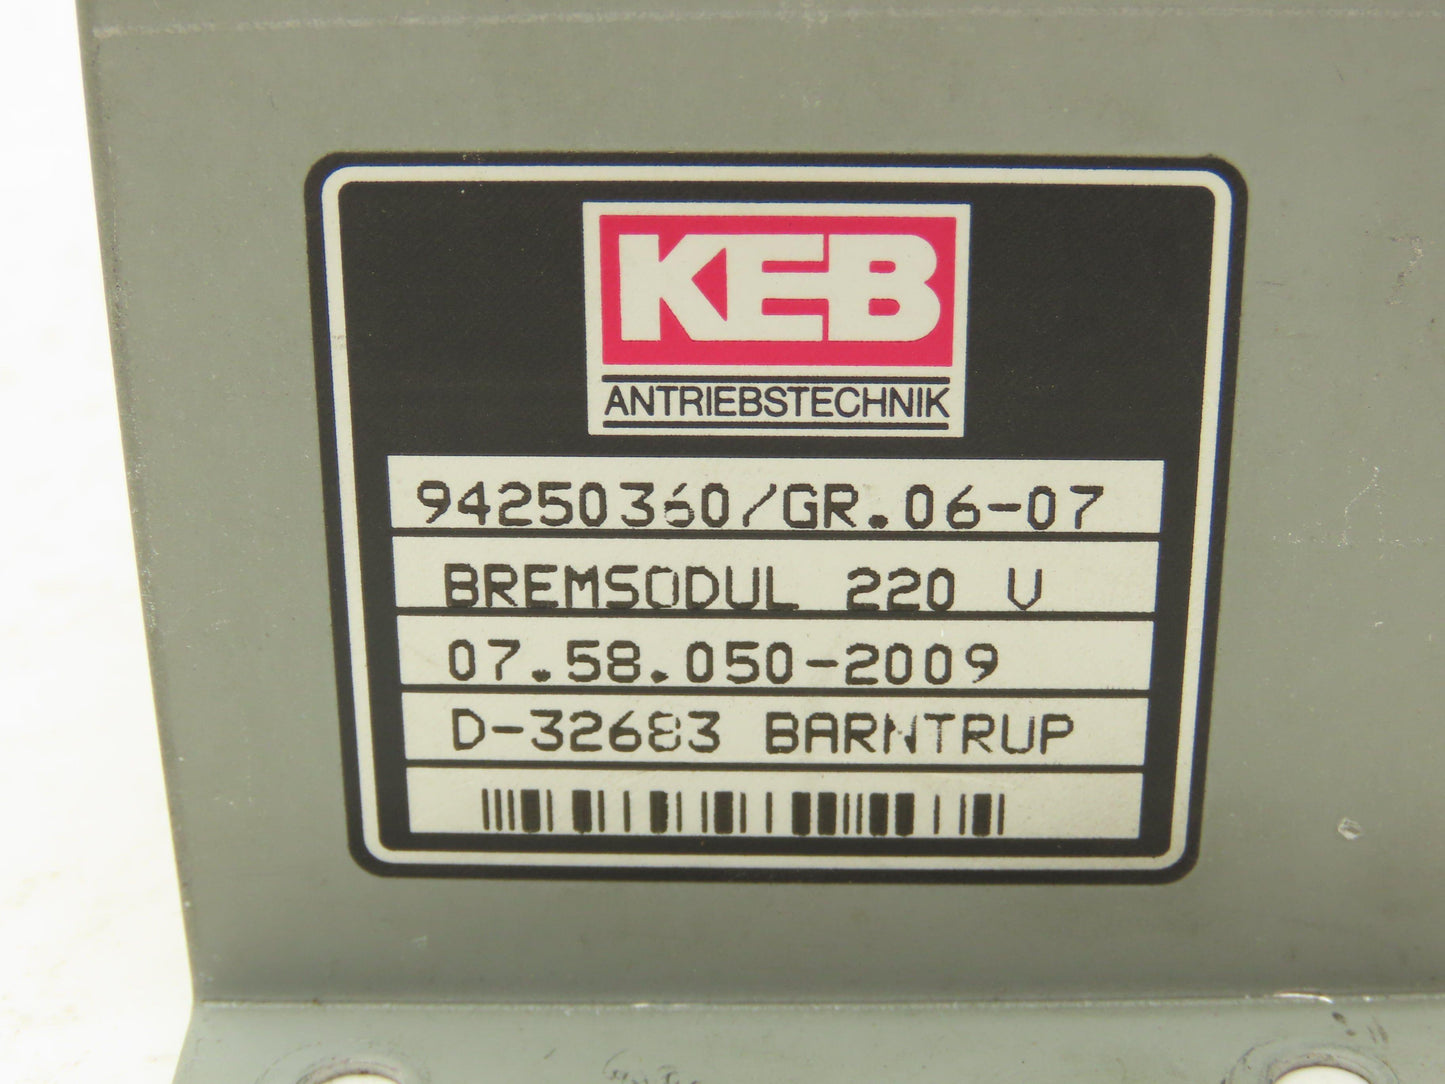 KEB
ANTRIEBSTECHNIK
94250360/GR.06-07
BREMSODUL 220 V
07.58.050-2009
D-32683 BARNTRUP